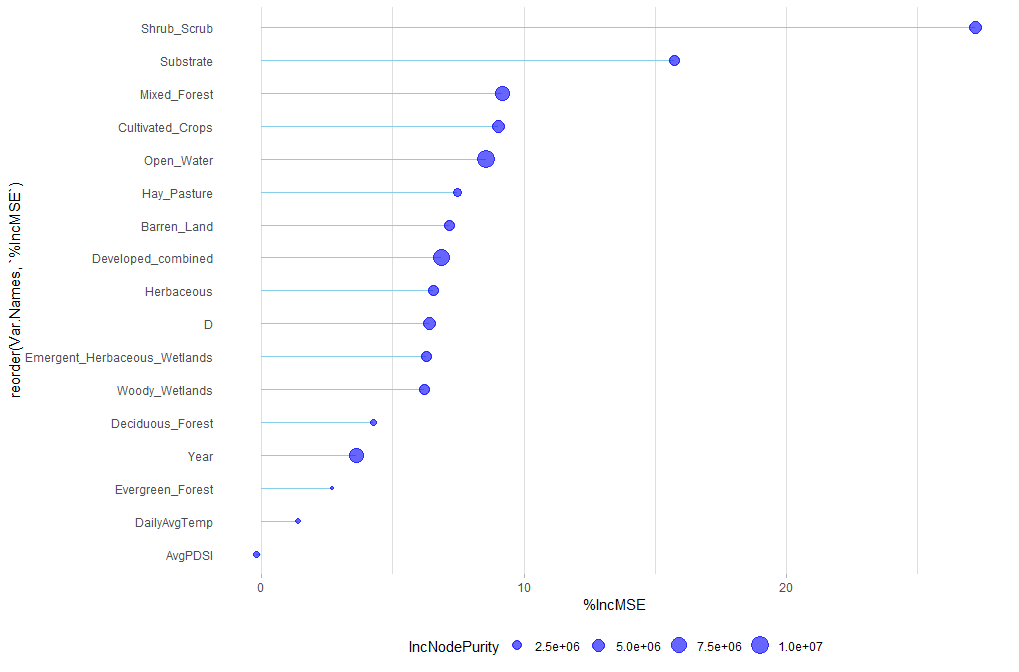 Shrub_Scrub
Substrate
Mixed_Forest
Cultivated_Crops
Open_Water
Hay_Pasture
Barren_Land
Developed_combined
Herbaceous
D
Emergent_Herbaceous_Wetlands
Woody_Wetlands
Deciduous_Forest
Year
Evergreen_Forest
DailyAvgTemp
AvgPDSI
reorder(Var.Names, `%IncMSE`)
0 10 20
%IncMSE
IncNodePurity 2.5e+06 5.0e+06 7.5e+06 1.0e+07